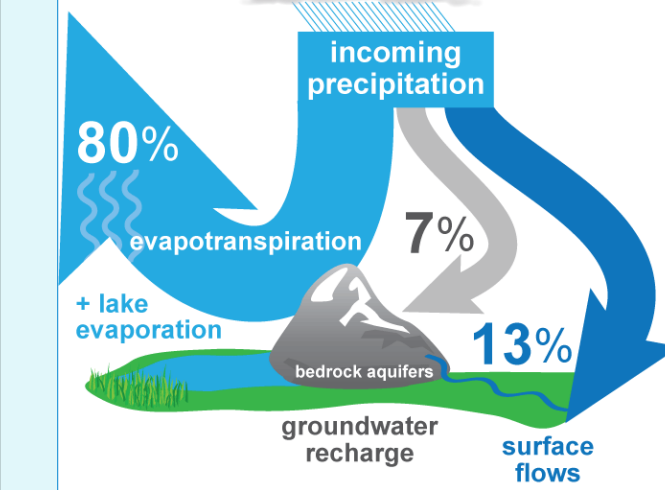 incoming
precipitation
80%
evapotranspiration
7%
+ lake
evaporation
13%
bedrock aquifers
groundwater
recharge
surface
flows